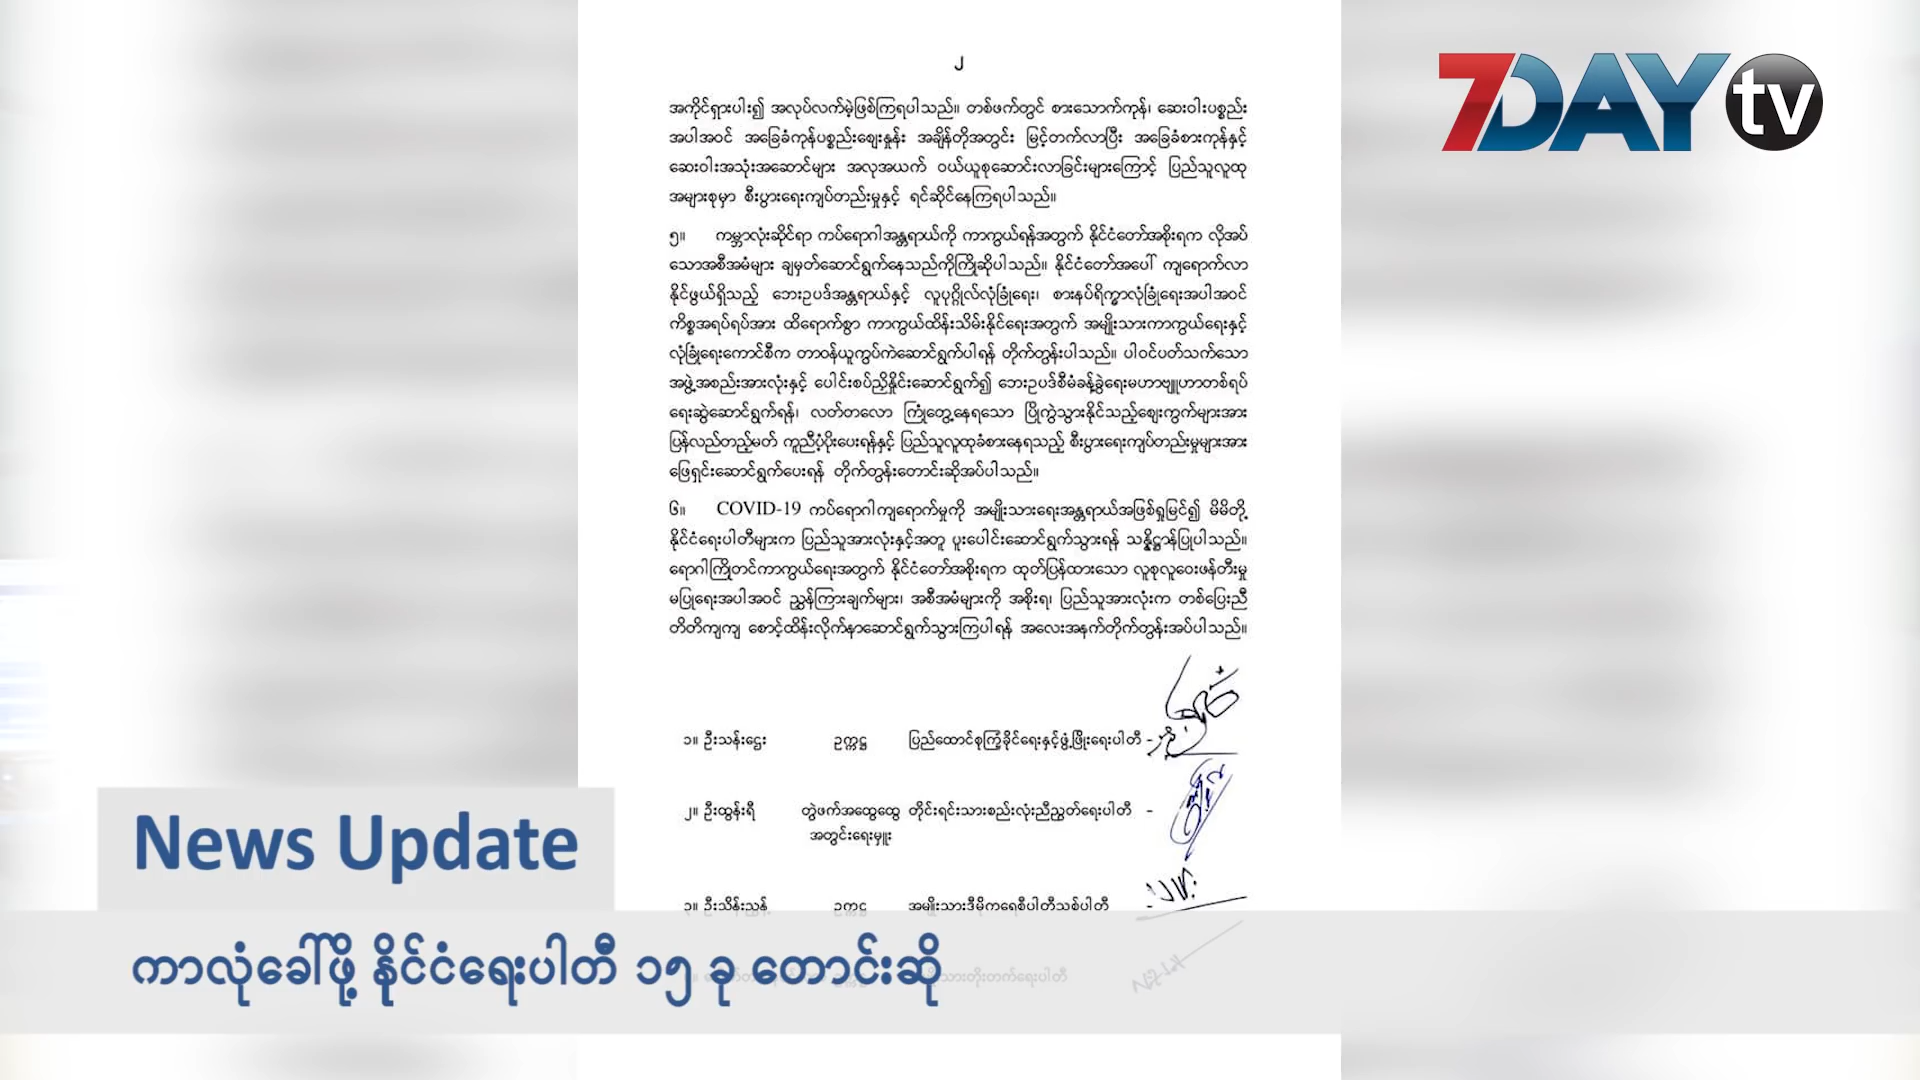 ၂
7DAY tv
အကိုင်ရှားပါး၍ အလုပ်လက်မဲ့ဖြစ်ကြရပါသည်။ တစ်ဖက်တွင် စားသောက်ကုန်၊ ဆေးဝါးပစ္စည်း
အပါအဝင် အခြေခံကုန်ပစ္စည်းဈေးနှုန်း အချိန်တိုအတွင်း မြင့်တက်လာပြီး အခြေခံစားကုန်နှင့်
ဆေးဝါးအသုံးအဆောင်များ အလုအယက် ဝယ်ယူစုဆောင်းလာခြင်းများကြောင့် ပြည်သူလူထု
အများစုမှာ စီးပွားရေးကျပ်တည်းမှုနှင့် ရင်ဆိုင်နေကြရပါသည်။
၅။ ကမ္ဘာလုံးဆိုင်ရာ ကပ်ရောဂါအန္တရာယ်ကို ကာကွယ်ရန်အတွက် နိုင်ငံတော်အစိုးရက လိုအပ်
သောအစီအမံများ ချမှတ်ဆောင်ရွက်နေသည်ကိုကြိုဆိုပါသည်။ နိုင်ငံတော်အပေါ် ကျရောက်လာ
နိုင်ဖွယ်ရှိသည့် ဘေးဥပဒ်အန္တရာယ်နှင့် လူပုဂ္ဂိုလ်လုံခြုံရေး၊ စားနပ်ရိက္ခာလုံခြုံရေးအပါအဝင်
ကိစ္စအရပ်ရပ်အား ထိရောက်စွာ ကာကွယ်ထိန်းသိမ်းနိုင်ရေးအတွက် အမျိုးသားကာကွယ်ရေးနှင့်
လုံခြုံရေးကောင်စီက တာဝန်ယူကွပ်ကဲဆောင်ရွက်ပါရန် တိုက်တွန်းပါသည်။ ပါဝင်ပတ်သက်သော
အဖွဲ့အစည်းအားလုံးနှင့် ပေါင်းစပ်ညှိနှိုင်းဆောင်ရွက်၍ ဘေးဥပဒ်စီမံခန့်ခွဲရေးမဟာဗျူဟာတစ်ရပ်
ရေးဆွဲဆောင်ရွက်ရန်၊ လတ်တလော ကြုံတွေ့နေရသော ပြိုကွဲသွားနိုင်သည့်ဈေးကွက်များအား
ပြန်လည်တည့်မတ် ကူညီပံ့ပိုးပေးရန်နှင့် ပြည်သူလူထုခံစားနေရသည့် စီးပွားရေးကျပ်တည်းမှုများအား
ဖြေရှင်းဆောင်ရွက်ပေးရန် တိုက်တွန်းတောင်းဆိုအပ်ပါသည်။
၆။ COVID-19 ကပ်ရောဂါကျရောက်မှုကို အမျိုးသားရေးအန္တရာယ်အဖြစ်ရှုမြင်၍ မိမိတို့
နိုင်ငံရေးပါတီများက ပြည်သူအားလုံးနှင့်အတူ ပူးပေါင်းဆောင်ရွက်သွားရန် သန္နိဋ္ဌာန်ပြုပါသည်။
ရောဂါကြိုတင်ကာကွယ်ရေးအတွက် နိုင်ငံတော်အစိုးရက ထုတ်ပြန်ထားသော လူစုလူဝေးဖန်တီးမှု
မပြုရေးအပါအဝင် ညွှန်ကြားချက်များ၊ အစီအမံများကို အစိုးရ၊ ပြည်သူအားလုံးက တစ်ပြေးညီ
တိတိကျကျ စောင့်ထိန်းလိုက်နာဆောင်ရွက်သွားကြပါရန် အလေးအနက်တိုက်တွန်းအပ်ပါသည်။
၁။ ဦးသန်းဌေး ဥက္ကဋ္ဌ ပြည်ထောင်စုကြံ့ခိုင်ရေးနှင့်ဖွံ့ဖြိုးရေးပါတီ -
၂။ ဦးထွန်းရီ တွဲဖက်အထွေထွေ တိုင်းရင်းသားစည်းလုံးညီညွတ်ရေးပါတီ -
အတွင်းရေးမှူး
၃။ ဦးသိန်းညွန့် ဥက္ကဋ္ဌ အမျိုးသားဒီမိုကရေစီပါတီသစ်ပါတီ -
News Update
ကာလုံခေါ်ဖို့ နိုင်ငံရေးပါတီ ၁၅ ခု တောင်းဆို